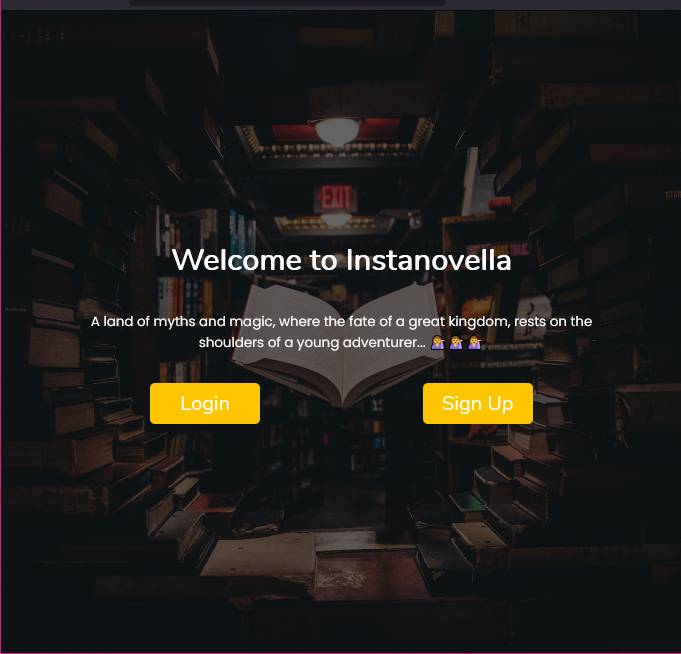 EXIT
Welcome to Instanovella
A land of myths and magic, where the fate of a great kingdom, rests on the
shoulders of a young adventurer... 💁‍♀️ 💁‍♀️ 💁‍♀️
Login
Sign Up